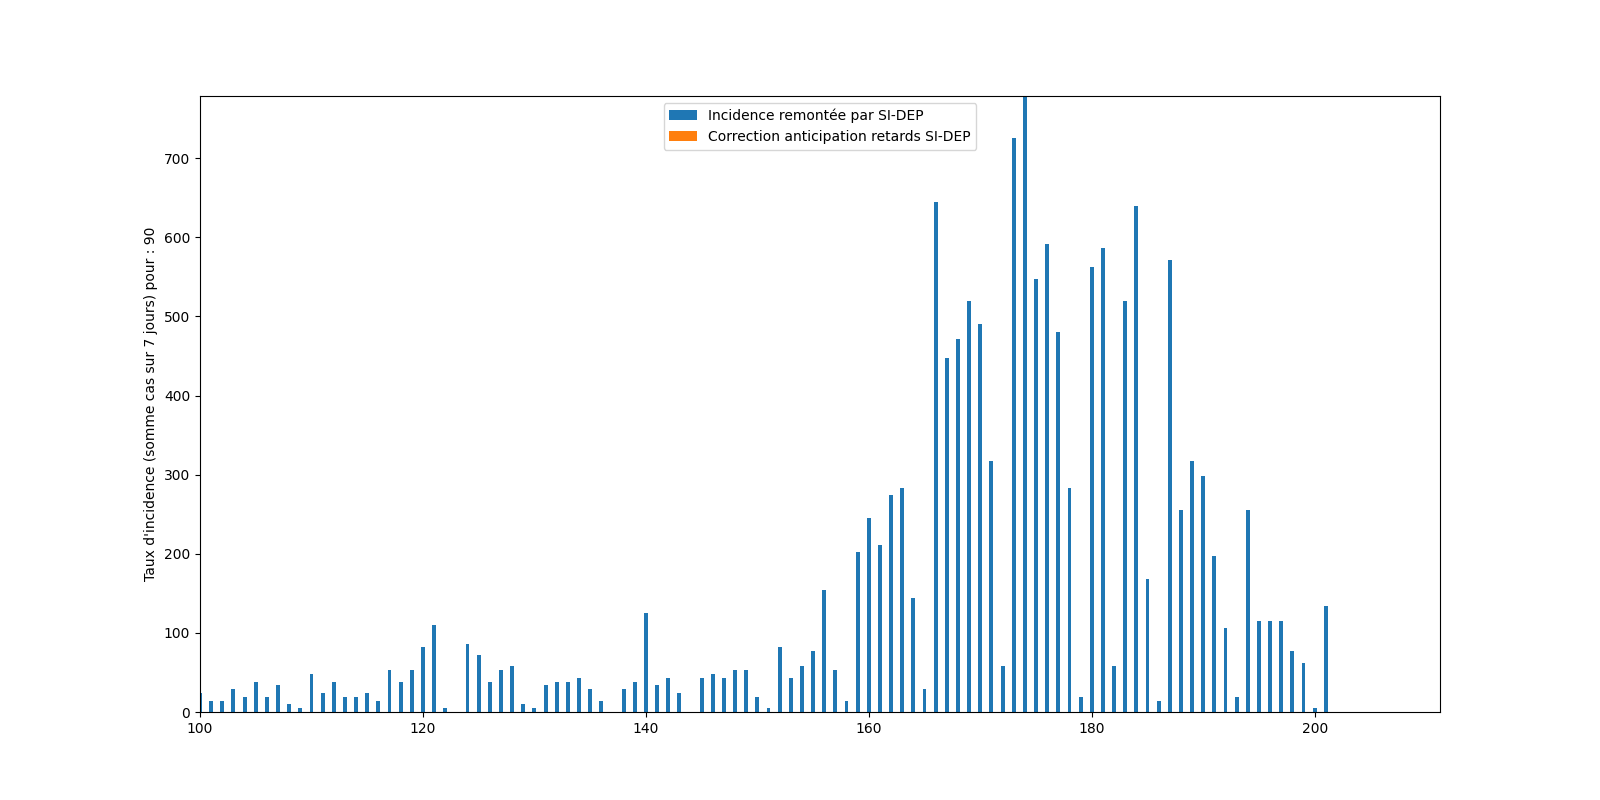 Incidence remontée par SI-DEP
Correction anticipation retards SI-DEP
Taux d'incidence (somme cas sur 7 jours) pour : 90
700
600
500
400
300
200
100
0
100 120 140 160 180 200